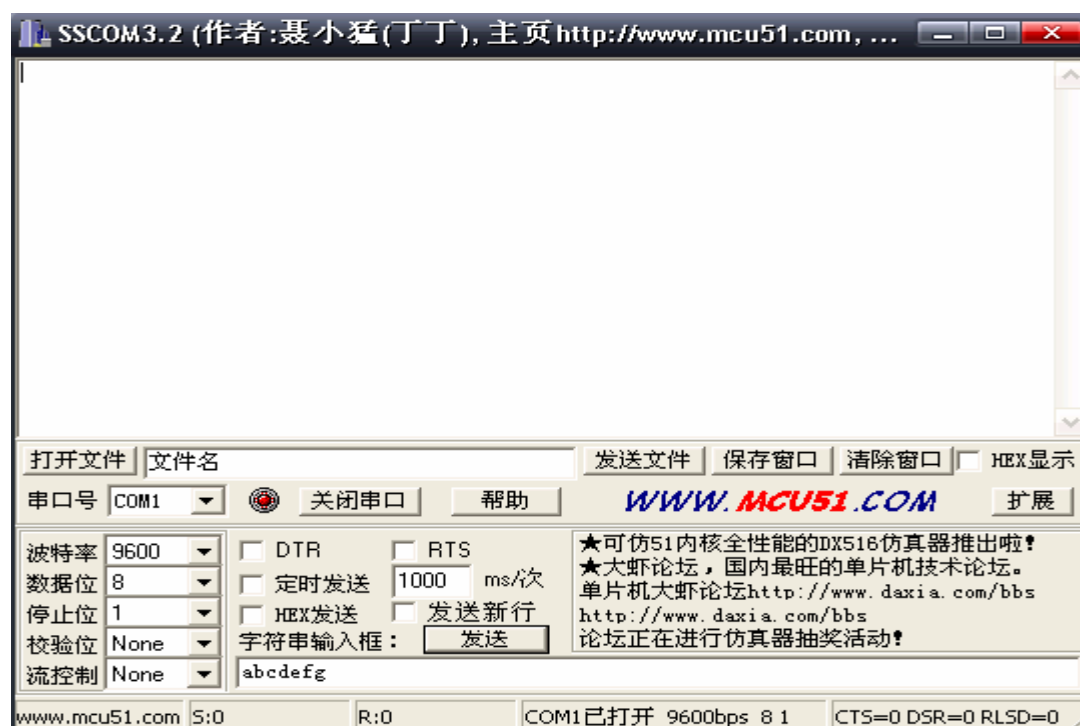 SSCOM3.2 (作者:聂小猛(丁丁), 主页http://www.mcu51.com, ...
打开文件 文件名 发送文件 保存窗口 清除窗口 HEX显示
串口号 COM1 关闭串口 帮助 WWW.MCU51.COM 扩展
波特率 9600 DTR RTS
数据位 8 定时发送 1000 ms/次
停止位 1 HEX发送 发送新行
校验位 None 字符串输入框： 发送
流控制 None abcdefg
★可仿51内核全性能的DX516仿真器推出啦!
★大虾论坛，国内最旺的单片机技术论坛。
单片机大虾论坛http://www.daxia.com/bbs
http://www.daxia.com/bbs
论坛正在进行仿真器抽奖活动!
www.mcu51.com S:0 R:0 COM1已打开 9600bps 8 1 CTS=0 DSR=0 RLSD=0